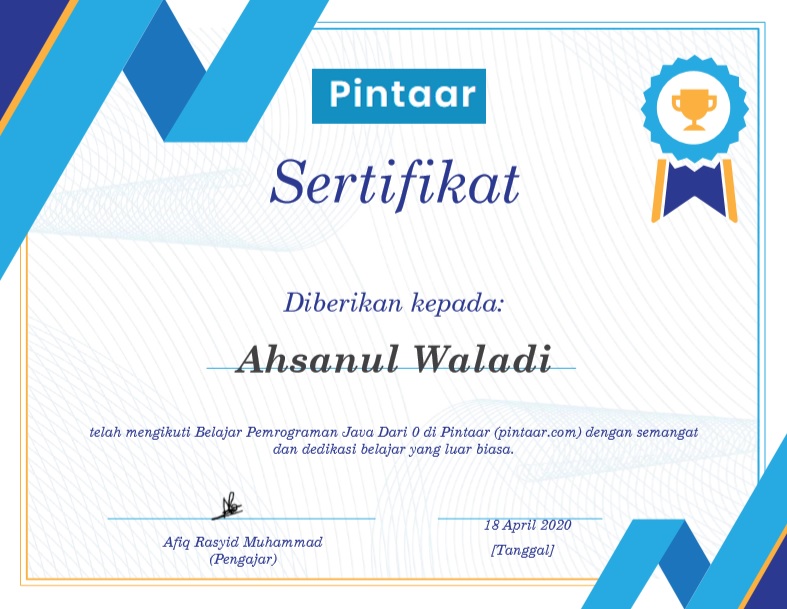 Pintaar
Sertifikat
Diberikan kepada:
Ahsanul Waladi
telah mengikuti Belajar Pemrograman Java Dari 0 di Pintaar (pintaar.com) dengan semangat
dan dedikasi belajar yang luar biasa.
18 April 2020
Afiq Rasyid Muhammad
(Pengajar)
[Tanggal]